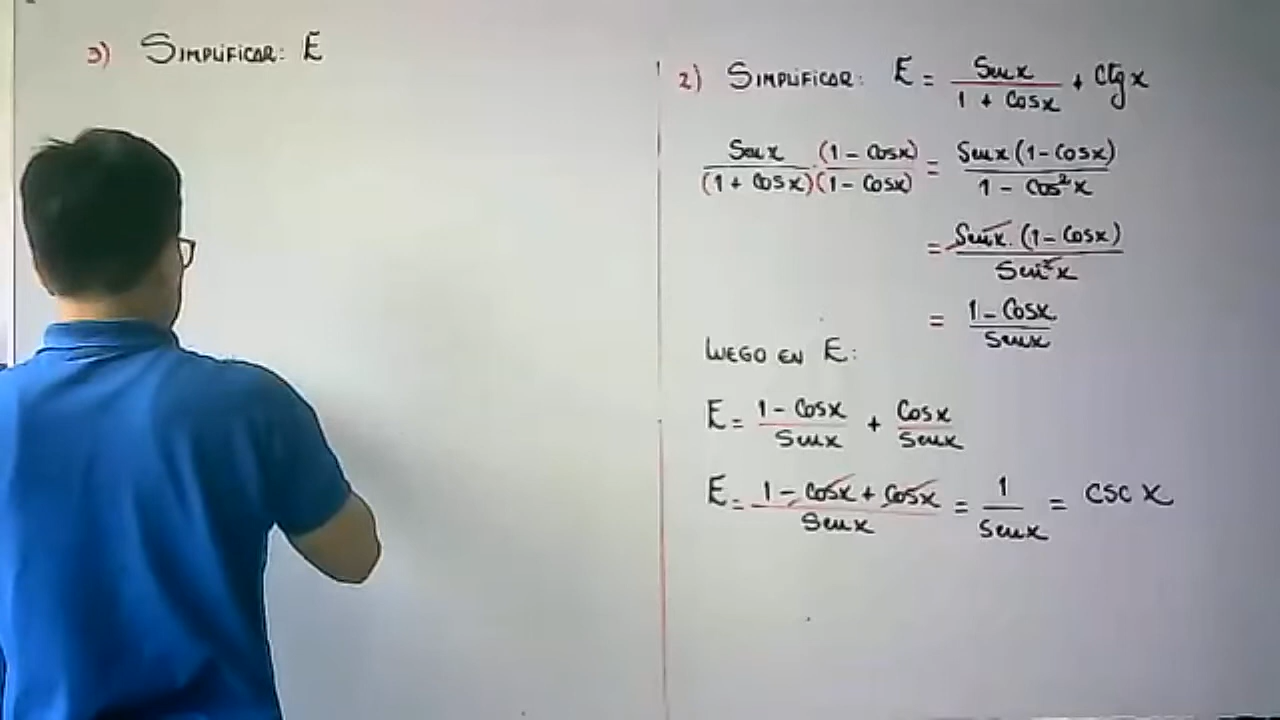 3) SIMPLIFICAR: E
2) SIMPLIFICAR: E = Senx / (1 + Cosx) + Ctgx
Senx / (1 + Cosx) · (1 - Cosx) / (1 - Cosx) = Senx (1 - Cosx) / (1 - Cos²x)
= Senx . (1 - Cosx) / Sen²x
= (1 - Cosx) / Senx
LUEGO EN E:
E = (1 - Cosx) / Senx + Cosx / Senx
E = (1 - Cosx + Cosx) / Senx = 1 / Senx = CSC X